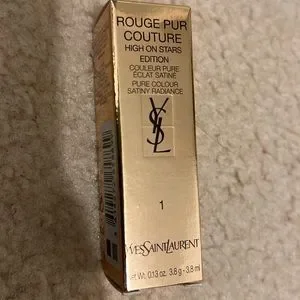 ROUGE PUR
COUTURE
HIGH ON STARS
EDITION
COULEUR PURE
ÉCLAT SATINÉ
PURE COLOUR
SATINY RADIANCE
YSL
1
YVESSAINTLAURENT
Net Wt. 0.13 oz. 3.8 g - 3.8 ml